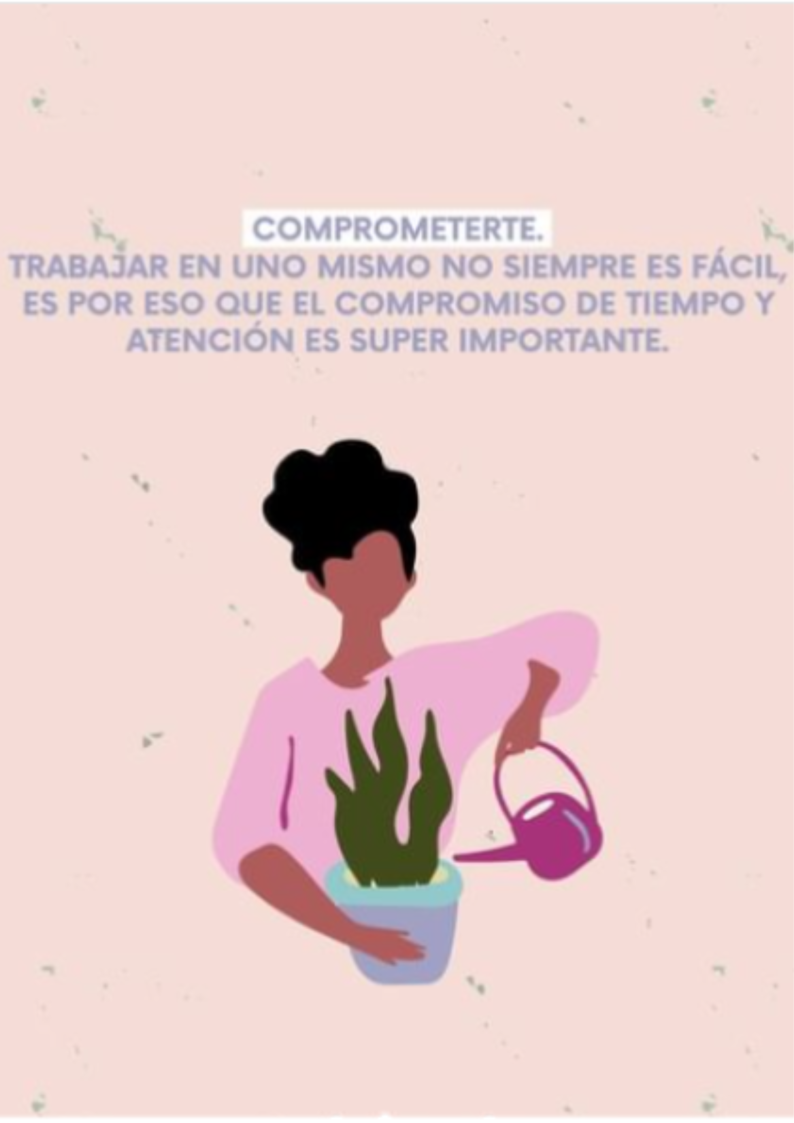 COMPROMETERTE.
TRABAJAR EN UNO MISMO NO SIEMPRE ES FÁCIL,
ES POR ESO QUE EL COMPROMISO DE TIEMPO Y
ATENCIÓN ES SUPER IMPORTANTE.